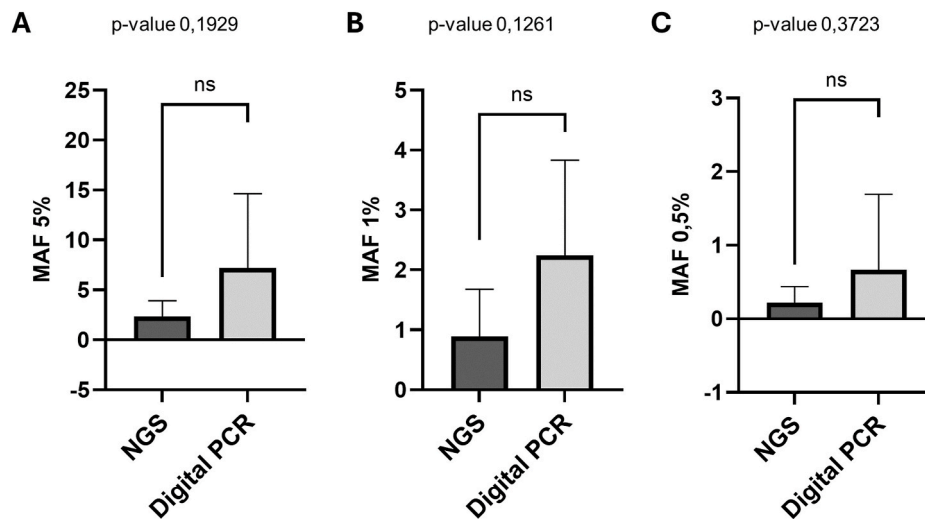 A
p-value 0,1929
ns
MAF 5%
25
20
15
10
5
0
-5
NGS
Digital PCR
B
p-value 0,1261
ns
MAF 1%
5
4
3
2
1
0
NGS
Digital PCR
C
p-value 0,3723
ns
MAF 0,5%
3
2
1
0
-1
NGS
Digital PCR